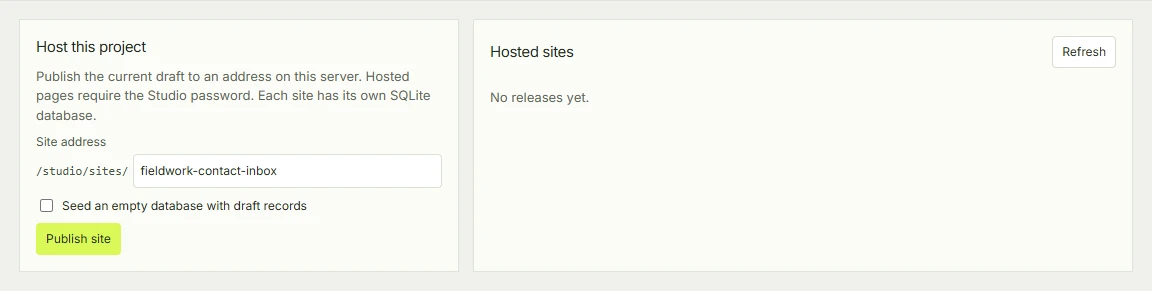 Host this project
Publish the current draft to an address on this server. Hosted
pages require the Studio password. Each site has its own SQLite
database.
Site address
/studio/sites/ fieldwork-contact-inbox
Seed an empty database with draft records
Publish site
Hosted sites
Refresh
No releases yet.